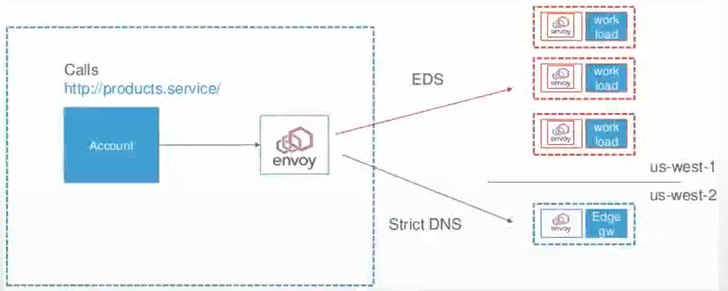 Calls
http://products.service/
Account
envoy
EDS
Strict DNS
envoy
work
load
envoy
work
load
envoy
work
load
us-west-1
us-west-2
envoy
Edge
gw